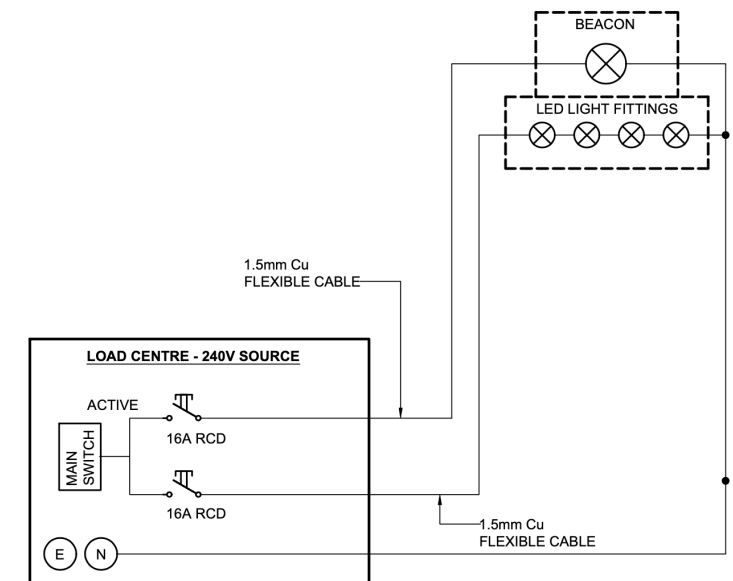 BEACON
LED LIGHT FITTINGS
1.5mm Cu
FLEXIBLE CABLE
LOAD CENTRE - 240V SOURCE
ACTIVE
16A RCD
MAIN
SWITCH
16A RCD
1.5mm Cu
FLEXIBLE CABLE
E
N